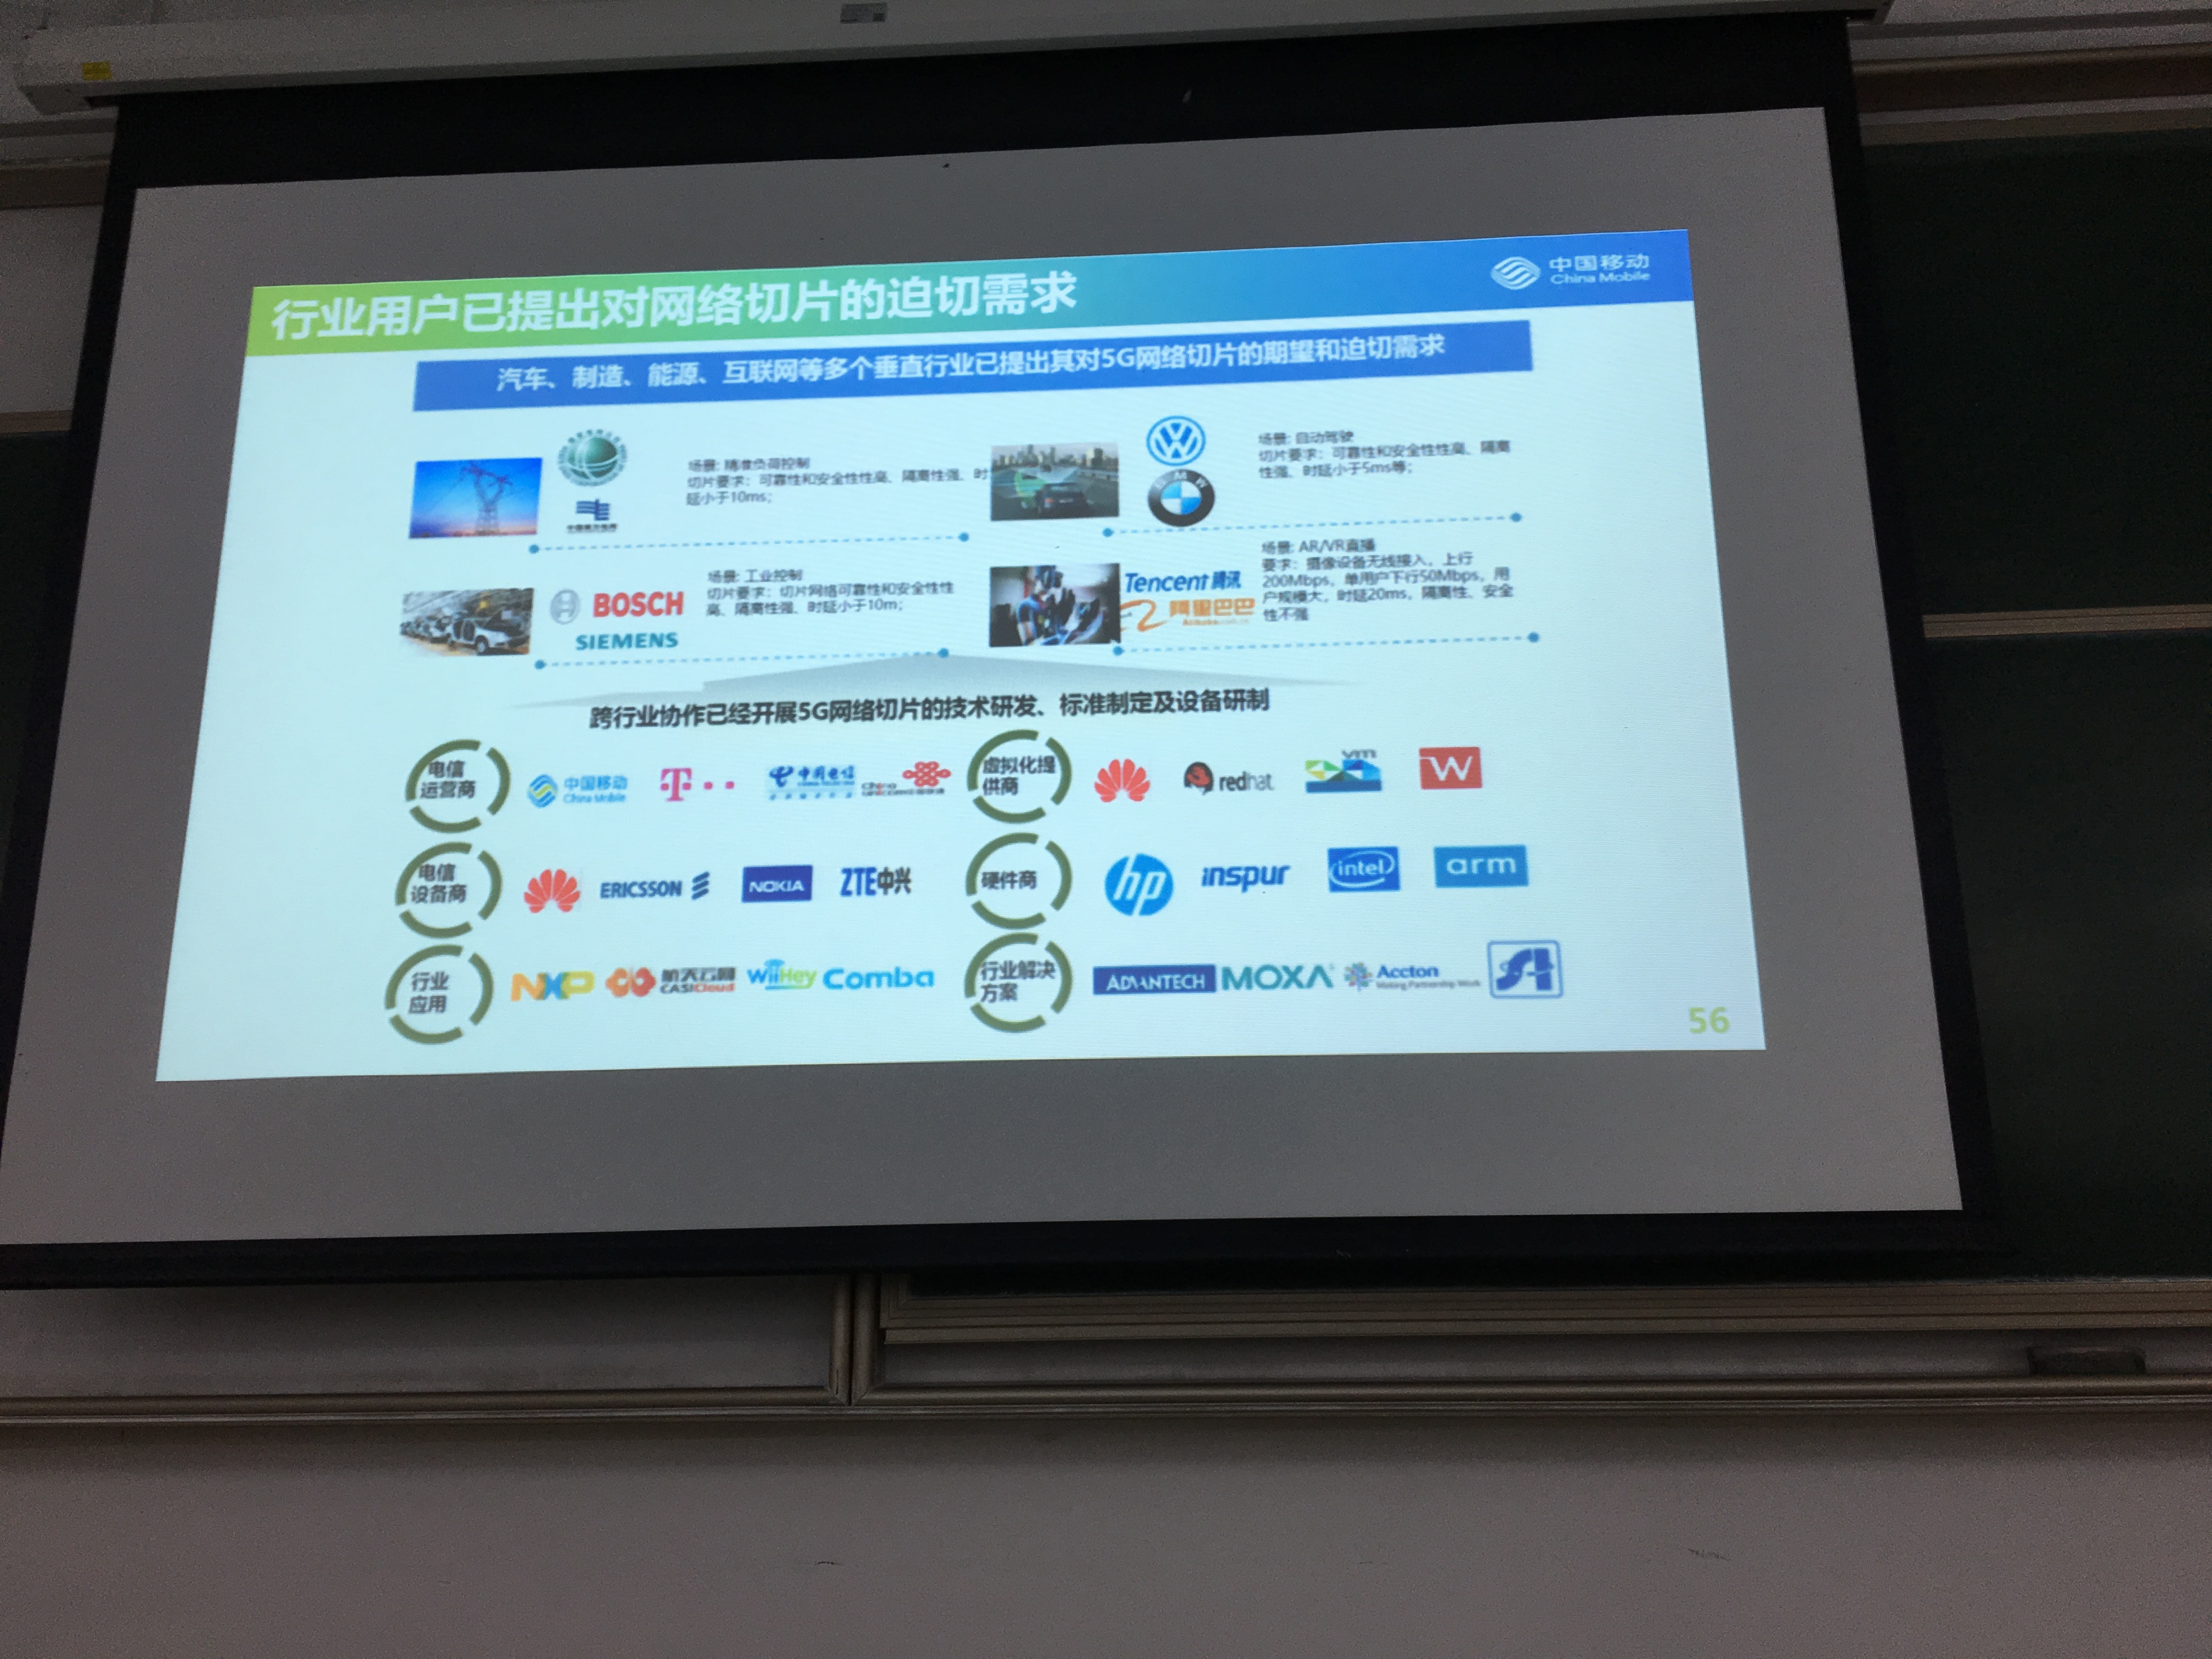 行业用户已提出对网络切片的迫切需求
中国移动
China Mobile
汽车、制造、能源、互联网等多个垂直行业已提出其对5G网络切片的期望和迫切需求
场景: 精准负荷控制
切片要求：可靠性和安全性性高、隔离性强、时
延小于10ms；
场景: 自动驾驶
切片要求：可靠性和安全性性高、隔离
性强、时延小于5ms等；
BMW
BOSCH
SIEMENS
场景: 工业控制
切片要求：切片网络可靠性和安全性性
高、隔离性强、时延小于10m；
Tencent 腾讯
阿里巴巴
场景: AR/VR直播
要求：摄像设备无线接入，上行
200Mbps，单用户下行50Mbps，用
户规模大，时延20ms，隔离性、安全
性不强
跨行业协作已经开展5G网络切片的技术研发、标准制定及设备研制
电信
运营商
中国移动
China Mobile
T
中国电信
China
虚拟化提
供商
redhat
vm
W
电信
设备商
ERICSSON
NOKIA
ZTE中兴
硬件商
hp
inspur
intel
arm
行业
应用
NXP
航天云网
CASICloud
WiiHey
Comba
行业解决
方案
ADVANTECH
MOXA
Accton
Making Partnership Work
56